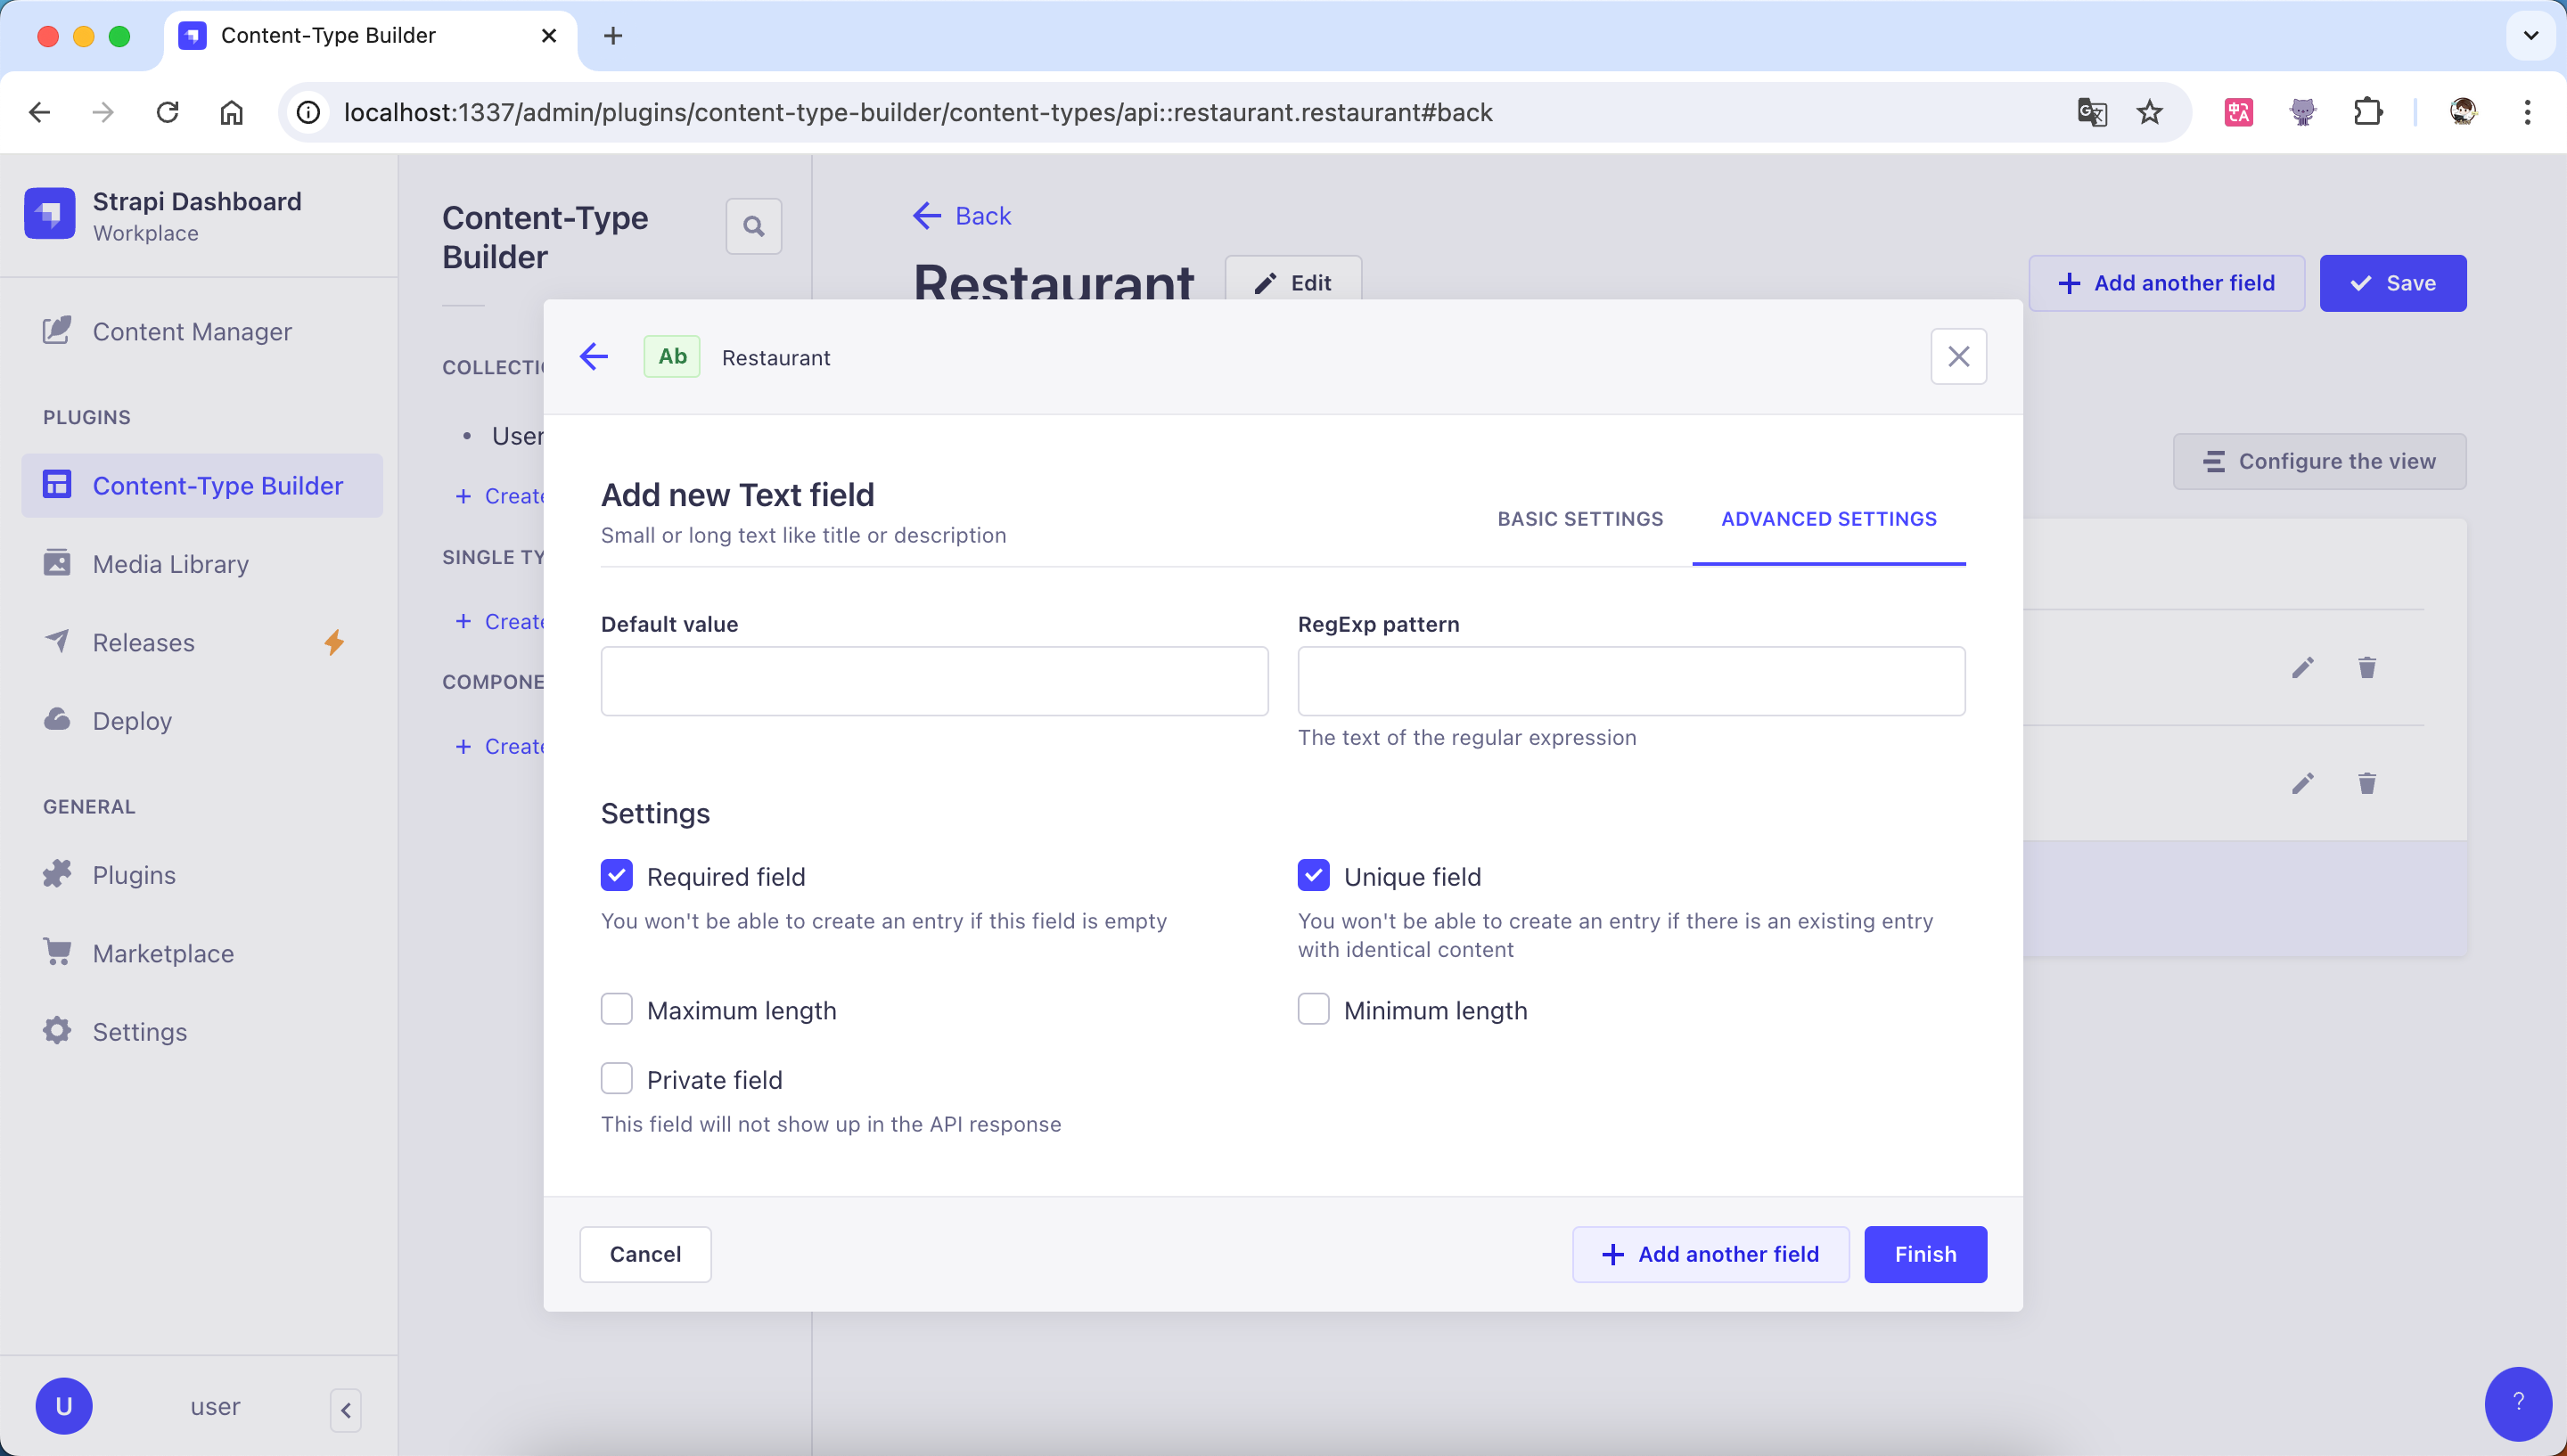 Content-Type Builder
localhost:1337/admin/plugins/content-type-builder/content-types/api::restaurant.restaurant#back
Strapi Dashboard
Workplace
Content Manager
PLUGINS
Content-Type Builder
Media Library
Releases
Deploy
GENERAL
Plugins
Marketplace
Settings
U
user
Content-Type
Builder
COLLECTIO
User
Create
SINGLE TY
Create
COMPONE
Create
Back
Restaurant
Edit
Add another field
Save
Configure the view
Ab
Restaurant
Add new Text field
Small or long text like title or description
BASIC SETTINGS
ADVANCED SETTINGS
Default value
RegExp pattern
The text of the regular expression
Settings
Required field
You won't be able to create an entry if this field is empty
Unique field
You won't be able to create an entry if there is an existing entry
with identical content
Maximum length
Minimum length
Private field
This field will not show up in the API response
Cancel
Add another field
Finish
?